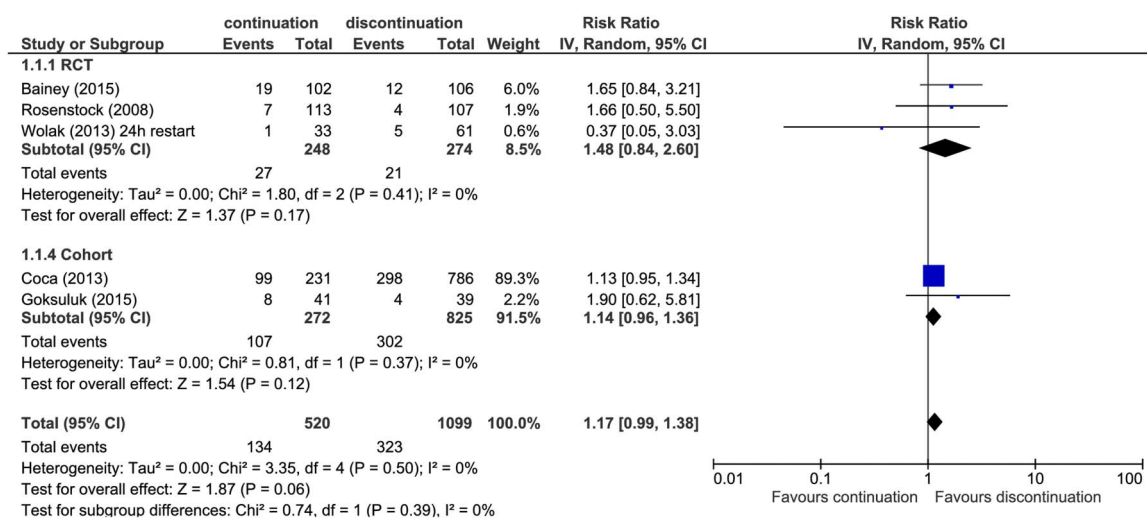 continuation discontinuation Risk Ratio Risk Ratio
Study or Subgroup Events Total Events Total Weight IV, Random, 95% CI IV, Random, 95% CI
1.1.1 RCT
Bainey (2015) 19 102 12 106 6.0% 1.65 [0.84, 3.21]
Rosenstock (2008) 7 113 4 107 1.9% 1.66 [0.50, 5.50]
Wolak (2013) 24h restart 1 33 5 61 0.6% 0.37 [0.05, 3.03]
Subtotal (95% CI) 248 274 8.5% 1.48 [0.84, 2.60]
Total events 27 21
Heterogeneity: Tau² = 0.00; Chi² = 1.80, df = 2 (P = 0.41); I² = 0%
Test for overall effect: Z = 1.37 (P = 0.17)
1.1.4 Cohort
Coca (2013) 99 231 298 786 89.3% 1.13 [0.95, 1.34]
Goksuluk (2015) 8 41 4 39 2.2% 1.90 [0.62, 5.81]
Subtotal (95% CI) 272 825 91.5% 1.14 [0.96, 1.36]
Total events 107 302
Heterogeneity: Tau² = 0.00; Chi² = 0.81, df = 1 (P = 0.37); I² = 0%
Test for overall effect: Z = 1.54 (P = 0.12)
Total (95% CI) 520 1099 100.0% 1.17 [0.99, 1.38]
Total events 134 323
Heterogeneity: Tau² = 0.00; Chi² = 3.35, df = 4 (P = 0.50); I² = 0%
Test for overall effect: Z = 1.87 (P = 0.06)
Test for subgroup differences: Chi² = 0.74, df = 1 (P = 0.39), I² = 0%
0.01 0.1 1 10 100
Favours continuation Favours discontinuation